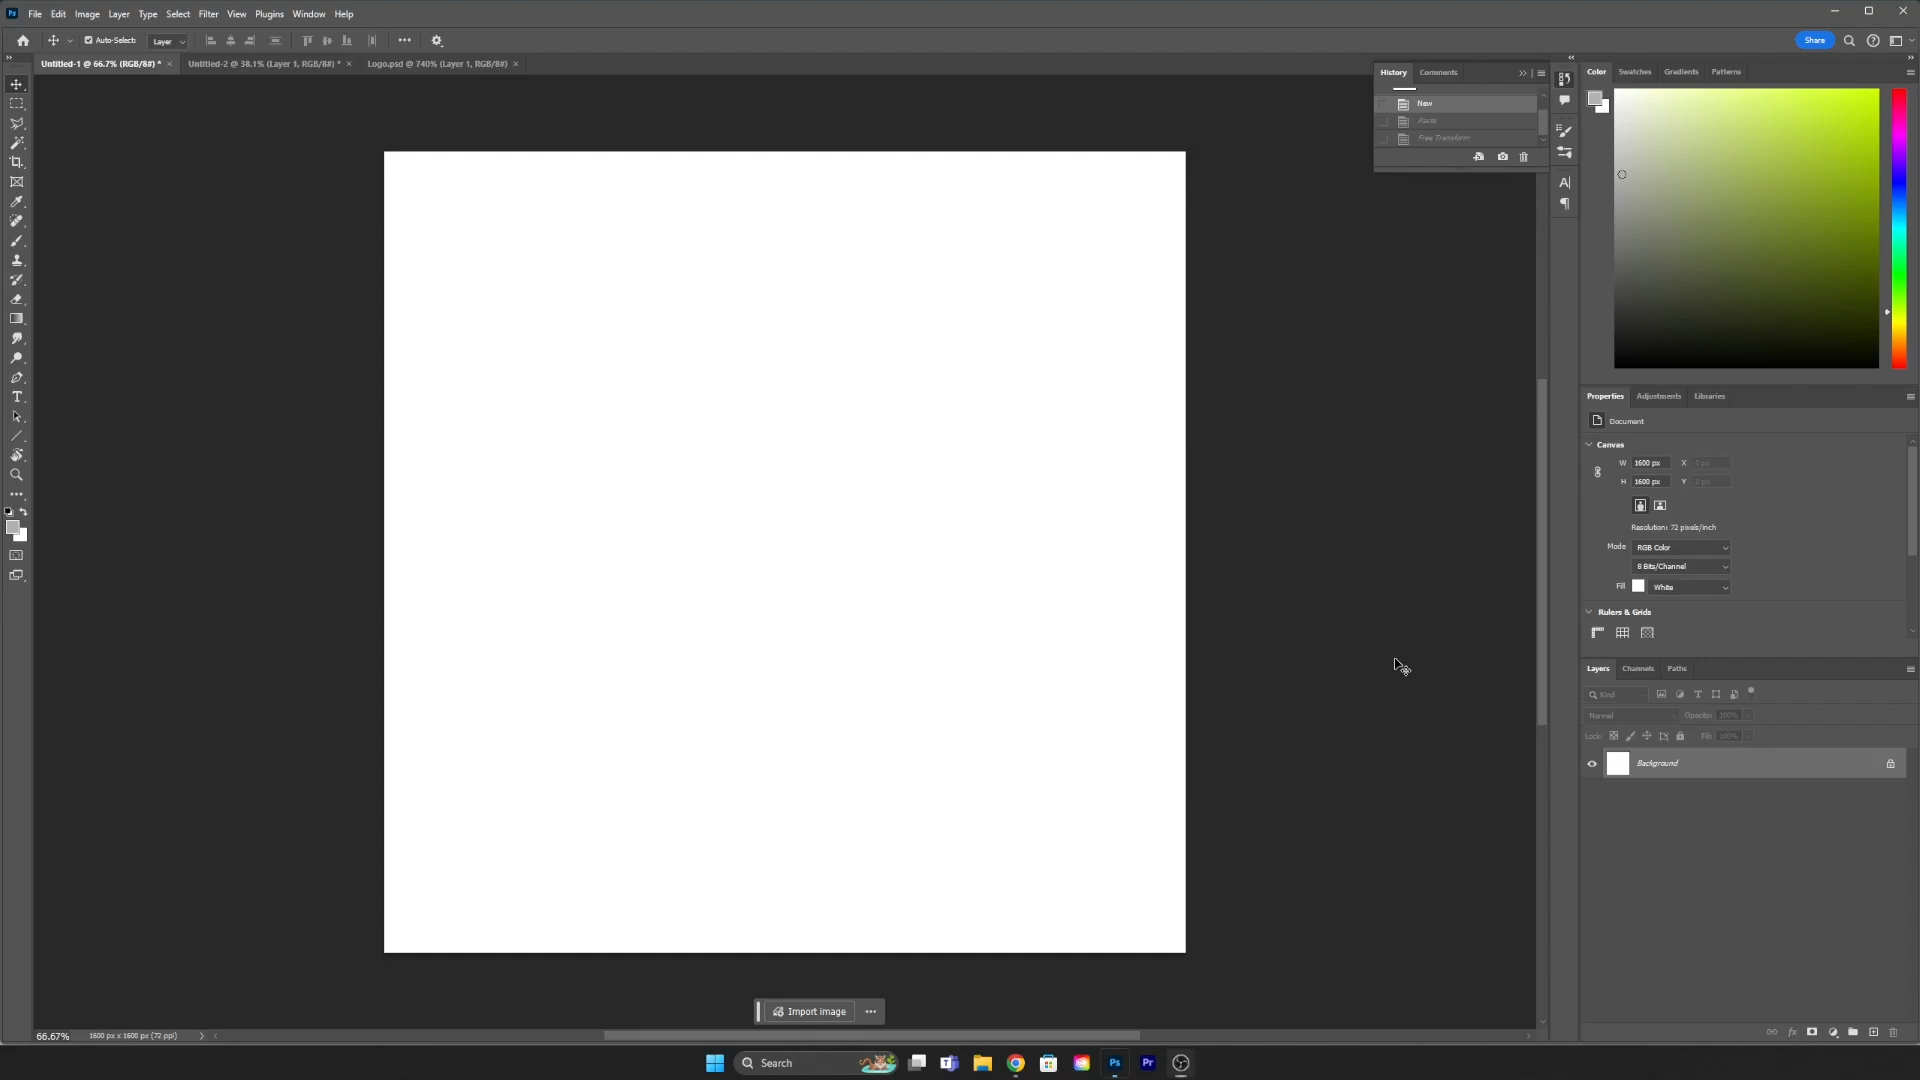 Ps File Edit Image Layer Type Select Filter View Plugins Window Help
Auto-Select: Layer Share
Untitled-1 @ 66.7% (RGB/8#) * × Untitled-2 @ 38.1% (Layer 1, RGB/8#) * × Logo.psd @ 740% (Layer 1, RGB/8#) ×
History Comments
New
Paste
Free Transform
Color Swatches Gradients Patterns
Properties Adjustments Libraries
Document
Canvas
W 1600 px X 0 px
H 1600 px Y 0 px
Resolution: 72 pixels/inch
Mode RGB Color
8 Bits/Channel
Fill White
Rulers & Grids
Layers Channels Paths
Kind
Normal Opacity: 100%
Lock: Fill: 100%
Background
fx
Import image
66.67% 1600 px x 1600 px (72 ppi)
Search Ps Pr